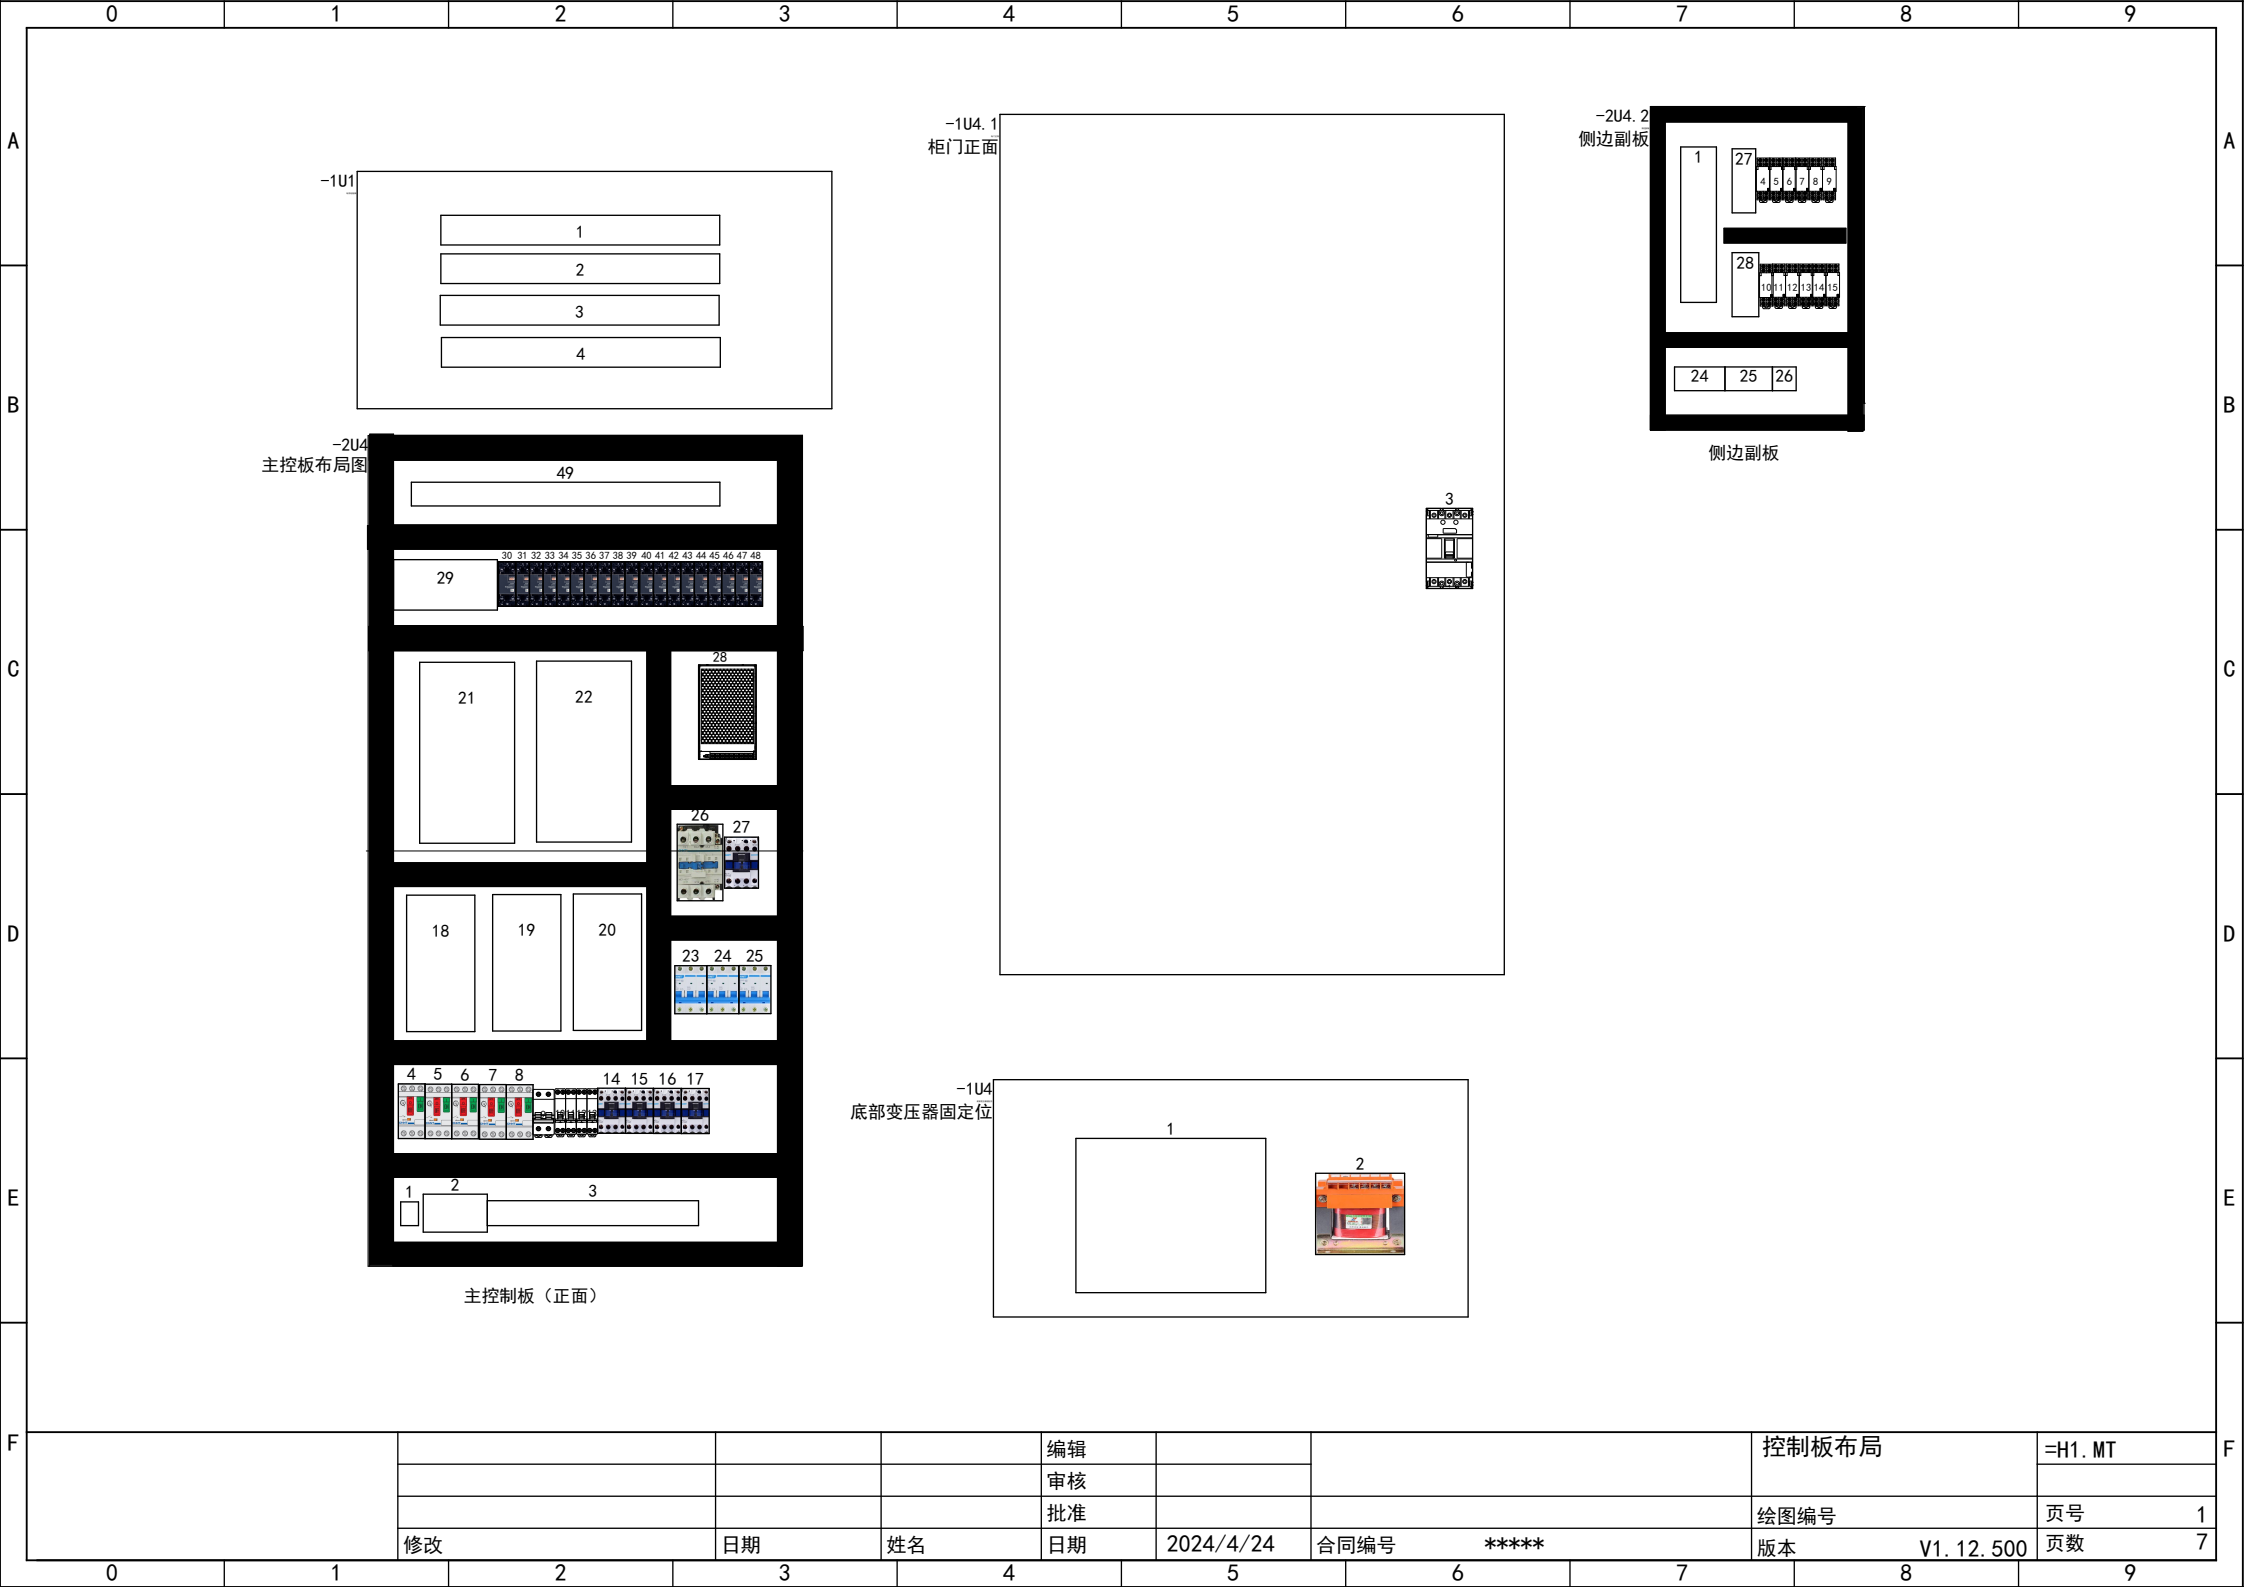 0 1 2 3 4 5 6 7 8 9
A
B
C
D
E
F
-1U1
1
2
3
4
-2U4
主控板布局图
49
29
30 31 32 33 34 35 36 37 38 39 40 41 42 43 44 45 46 47 48
21 22
28
26
27
18 19 20
23 24 25
4 5 6 7 8
14 15 16 17
1 2 3
主控制板（正面）
-1U4.1
柜门正面
3
-1U4
底部变压器固定位
1
2
-2U4.2
侧边副板
1
27
4 5 6 7 8 9
28
10 11 12 13 14 15
24 25 26
侧边副板
A
B
C
D
E
F
编辑
审核
批准
修改 日期 姓名 日期 2024/4/24 合同编号 *****
控制板布局
=H1.MT
绘图编号
页号 1
版本 V1.12.500
页数 7
0 1 2 3 4 5 6 7 8 9